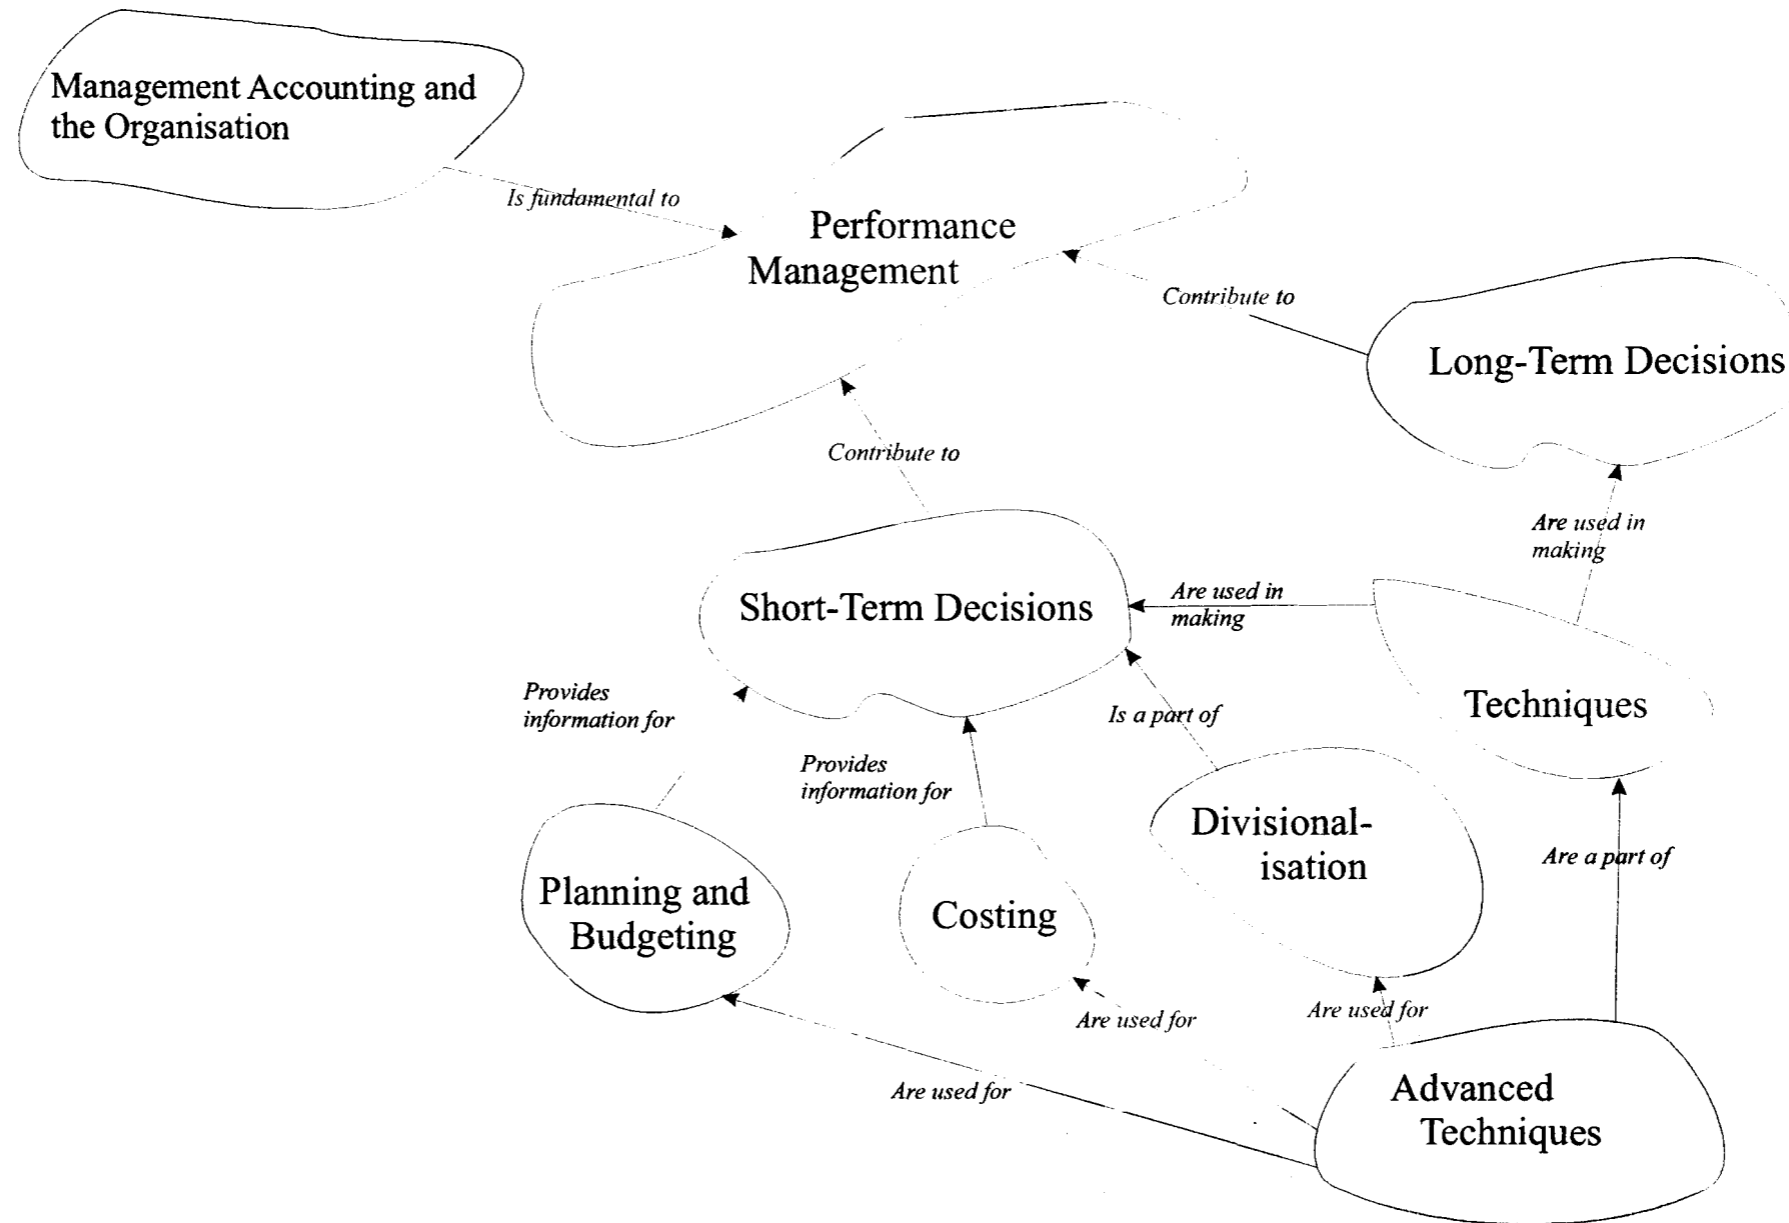 Management Accounting and
the Organisation
Is fundamental to
Performance
Management
Contribute to
Long-Term Decisions
Contribute to
Are used in
making
Short-Term Decisions
Are used in
making
Techniques
Provides
information for
Is a part of
Provides
information for
Divisional-
isation
Are a part of
Planning and
Budgeting
Costing
Are used for
Are used for
Are used for
Advanced
Techniques